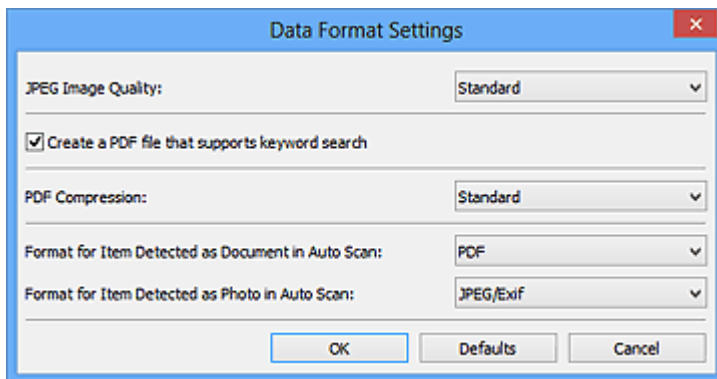 Data Format Settings
JPEG Image Quality: Standard
Create a PDF file that supports keyword search
PDF Compression: Standard
Format for Item Detected as Document in Auto Scan: PDF
Format for Item Detected as Photo in Auto Scan: JPEG/Exif
OK Defaults Cancel